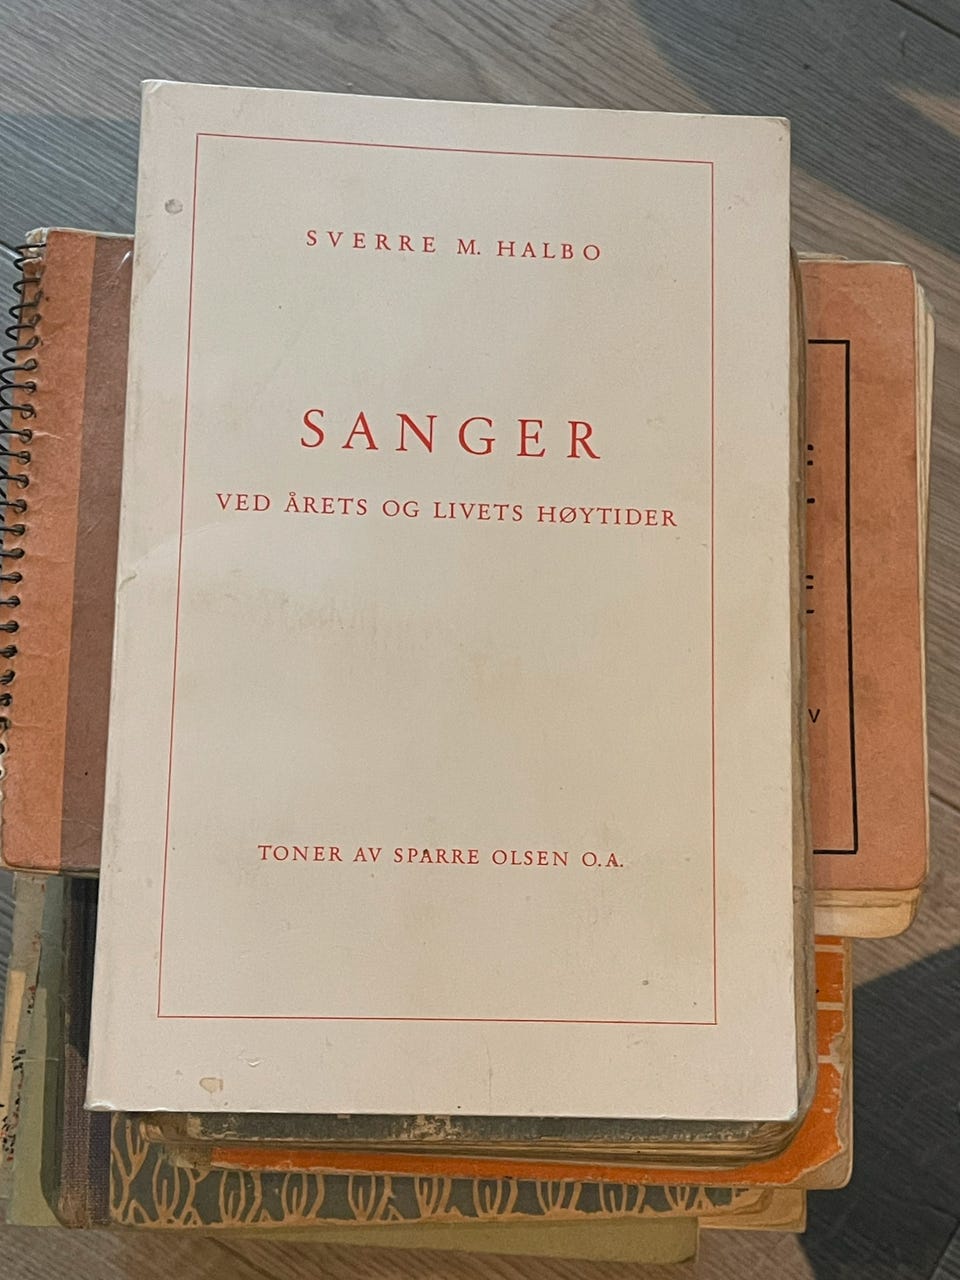 SVERRE M. HALBO
SANGER
VED ÅRETS OG LIVETS HØYTIDER
TONER AV SPARRE OLSEN O.A.
V